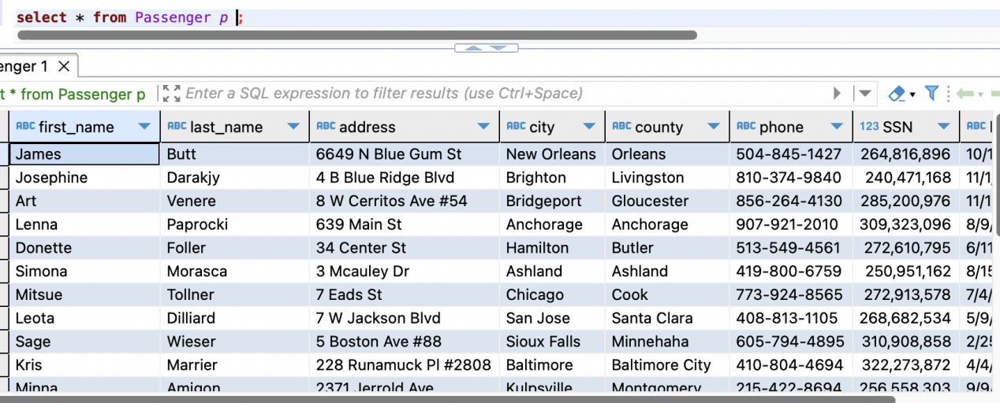 select * from Passenger p ;
enger 1
t * from Passenger p Enter a SQL expression to filter results (use Ctrl+Space)
ABC first_name ABC last_name ABC address ABC city ABC county ABC phone 123 SSN ABC
James Butt 6649 N Blue Gum St New Orleans Orleans 504-845-1427 264,816,896 10/1
Josephine Darakjy 4 B Blue Ridge Blvd Brighton Livingston 810-374-9840 240,471,168 11/1
Art Venere 8 W Cerritos Ave #54 Bridgeport Gloucester 856-264-4130 285,200,976 11/1
Lenna Paprocki 639 Main St Anchorage Anchorage 907-921-2010 309,323,096 8/9/
Donette Foller 34 Center St Hamilton Butler 513-549-4561 272,610,795 6/11
Simona Morasca 3 Mcauley Dr Ashland Ashland 419-800-6759 250,951,162 8/15
Mitsue Tollner 7 Eads St Chicago Cook 773-924-8565 272,913,578 7/4/
Leota Dilliard 7 W Jackson Blvd San Jose Santa Clara 408-813-1105 268,682,534 5/9/
Sage Wieser 5 Boston Ave #88 Sioux Falls Minnehaha 605-794-4895 310,908,858 2/25
Kris Marrier 228 Runamuck Pl #2808 Baltimore Baltimore City 410-804-4694 322,273,872 4/4/
Minna Amigon 2371 Jerrold Ave Kulpsville Montgomery 215-422-8694 256,558,303 9/9/